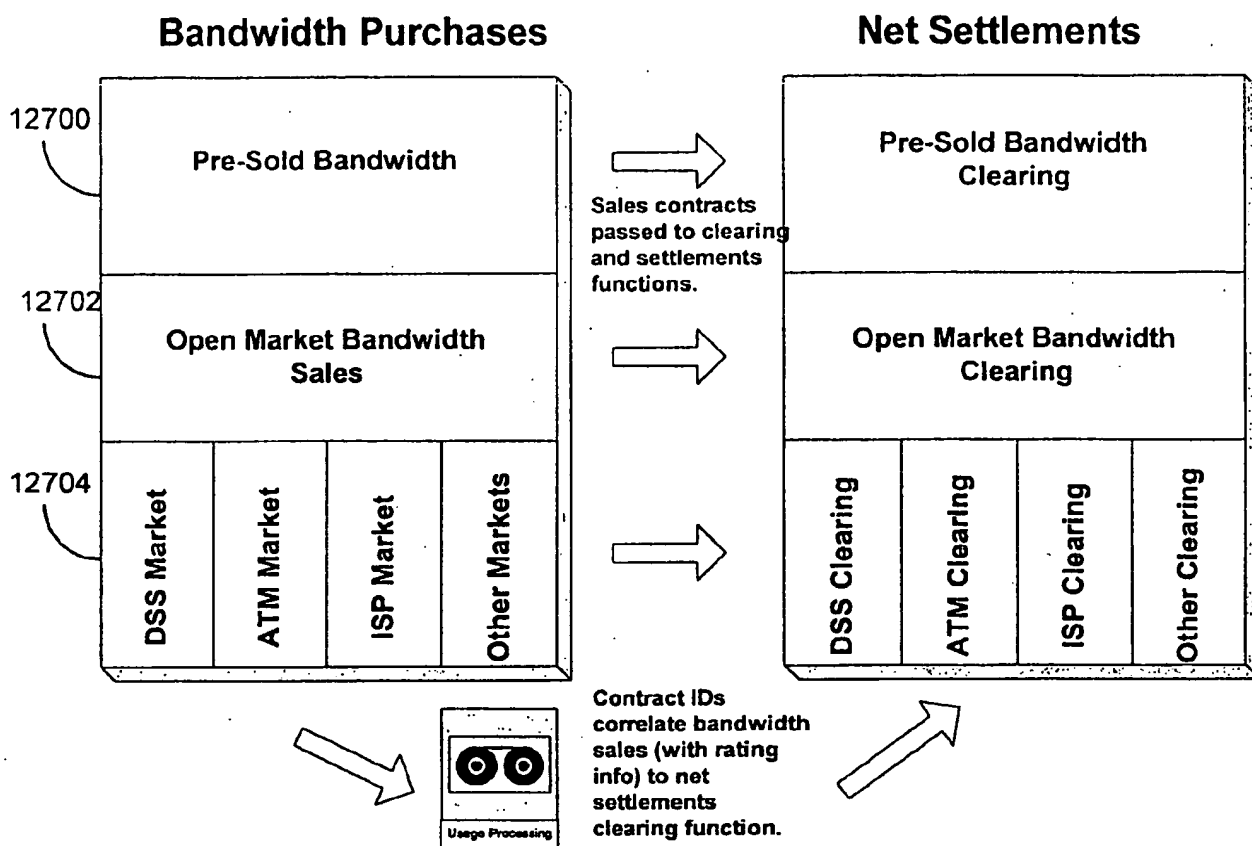 Bandwidth Purchases
Net Settlements
12700
Pre-Sold Bandwidth
Pre-Sold Bandwidth
Clearing
Sales contracts
passed to clearing
and settlements
functions.
12702
Open Market Bandwidth
Sales
Open Market Bandwidth
Clearing
12704
DSS Market
ATM Market
ISP Market
Other Markets
DSS Clearing
ATM Clearing
ISP Clearing
Other Clearing
Contract IDs
correlate bandwidth
sales (with rating
info) to net
settlements
clearing function.
Usage Processing